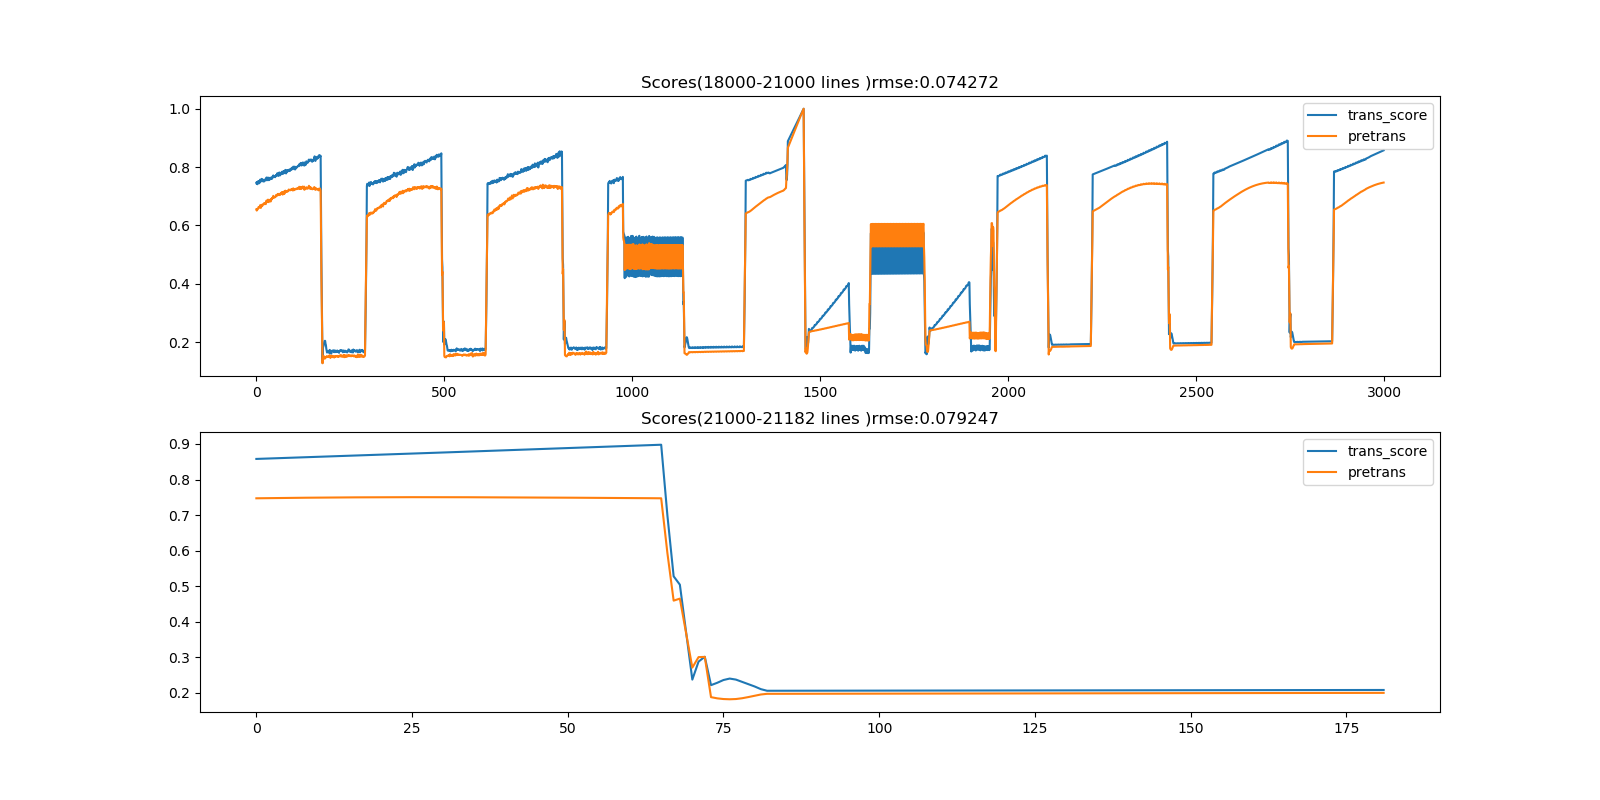 Scores(18000-21000 lines )rmse:0.074272
1.0
0.8
0.6
0.4
0.2
trans_score
pretrans
0 500 1000 1500 2000 2500 3000
Scores(21000-21182 lines )rmse:0.079247
0.9
0.8
0.7
0.6
0.5
0.4
0.3
0.2
trans_score
pretrans
0 25 50 75 100 125 150 175